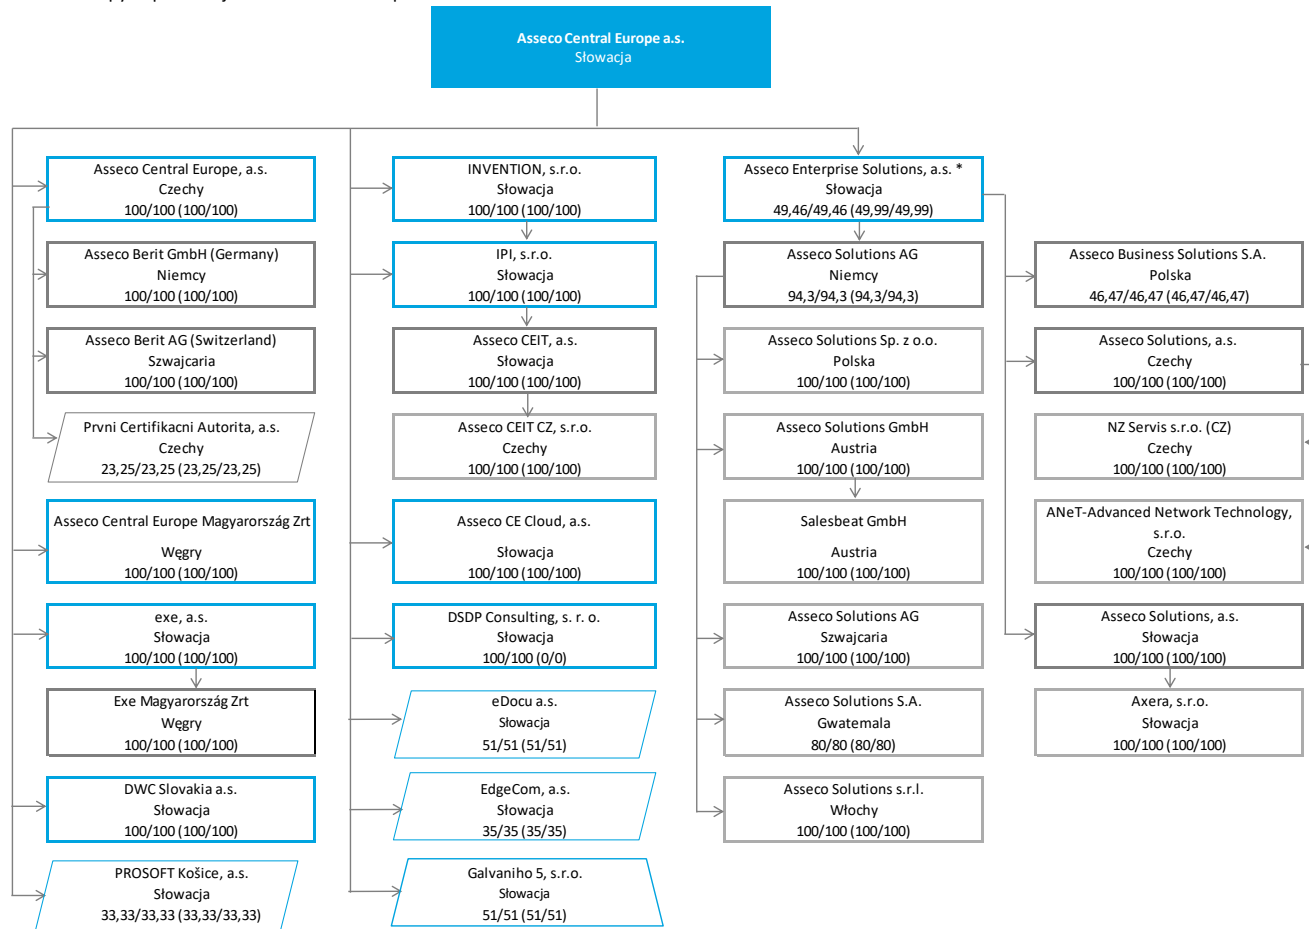 Asseco Central Europe a.s.
Słowacja
Asseco Central Europe, a.s.
Czechy
100/100 (100/100)
Asseco Berit GmbH (Germany)
Niemcy
100/100 (100/100)
Asseco Berit AG (Switzerland)
Szwajcaria
100/100 (100/100)
Prvni Certifikacni Autorita, a.s.
Czechy
23,25/23,25 (23,25/23,25)
Asseco Central Europe Magyarország Zrt
Węgry
100/100 (100/100)
exe, a.s.
Słowacja
100/100 (100/100)
Exe Magyarország Zrt
Węgry
100/100 (100/100)
DWC Slovakia a.s.
Słowacja
100/100 (100/100)
PROSOFT Košice, a.s.
Słowacja
33,33/33,33 (33,33/33,33)
INVENTION, s.r.o.
Słowacja
100/100 (100/100)
IPI, s.r.o.
Słowacja
100/100 (100/100)
Asseco CEIT, a.s.
Słowacja
100/100 (100/100)
Asseco CEIT CZ, s.r.o.
Czechy
100/100 (100/100)
Asseco CE Cloud, a.s.
Słowacja
100/100 (100/100)
DSDP Consulting, s. r. o.
Słowacja
100/100 (0/0)
eDocu a.s.
Słowacja
51/51 (51/51)
EdgeCom, a.s.
Słowacja
35/35 (35/35)
Galvaniho 5, s.r.o.
Słowacja
51/51 (51/51)
Asseco Enterprise Solutions, a.s. *
Słowacja
49,46/49,46 (49,99/49,99)
Asseco Solutions AG
Niemcy
94,3/94,3 (94,3/94,3)
Asseco Solutions Sp. z o.o.
Polska
100/100 (100/100)
Asseco Solutions GmbH
Austria
100/100 (100/100)
Salesbeat GmbH
Austria
100/100 (100/100)
Asseco Solutions AG
Szwajcaria
100/100 (100/100)
Asseco Solutions S.A.
Gwatemala
80/80 (80/80)
Asseco Solutions s.r.l.
Włochy
100/100 (100/100)
Asseco Business Solutions S.A.
Polska
46,47/46,47 (46,47/46,47)
Asseco Solutions, a.s.
Czechy
100/100 (100/100)
NZ Servis s.r.o. (CZ)
Czechy
100/100 (100/100)
ANeT-Advanced Network Technology,
s.r.o.
Czechy
100/100 (100/100)
Asseco Solutions, a.s.
Słowacja
100/100 (100/100)
Axera, s.r.o.
Słowacja
100/100 (100/100)